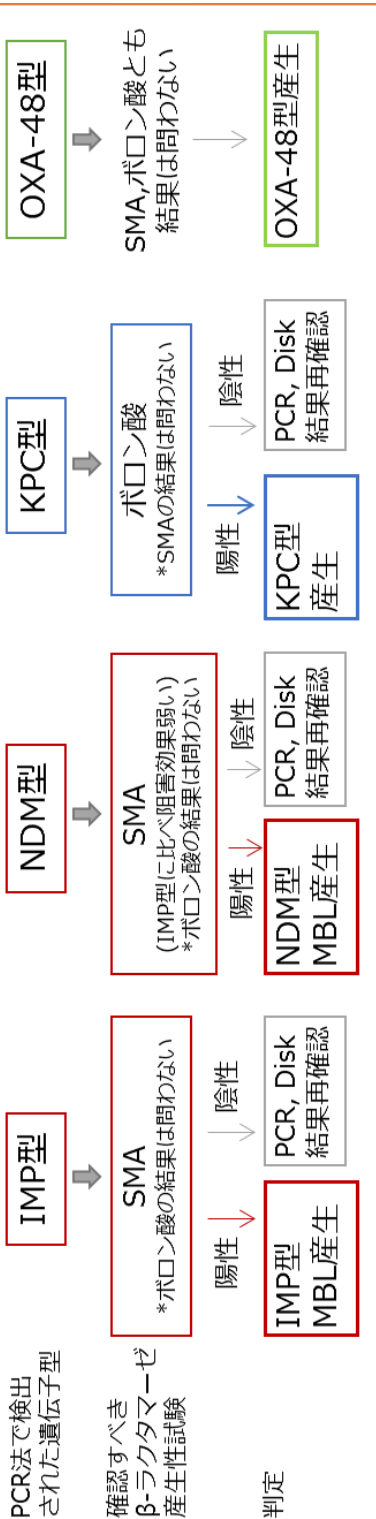 PCR法で検出
された遺伝子型
IMP型
NDM型
KPC型
OXA-48型
確認すべき
β-ラクタマーゼ
産生性試験
SMA
*ボロン酸の結果は問わない
SMA
(IMP型に比べ阻害効果弱い)
*ボロン酸の結果は問わない
ボロン酸
*SMAの結果は問わない
SMA,ボロン酸とも
結果は問わない
陽性
陰性
陽性
陰性
陽性
陰性
判定
IMP型
MBL産生
PCR, Disk
結果再確認
NDM型
MBL産生
PCR, Disk
結果再確認
KPC型
産生
PCR, Disk
結果再確認
OXA-48型産生